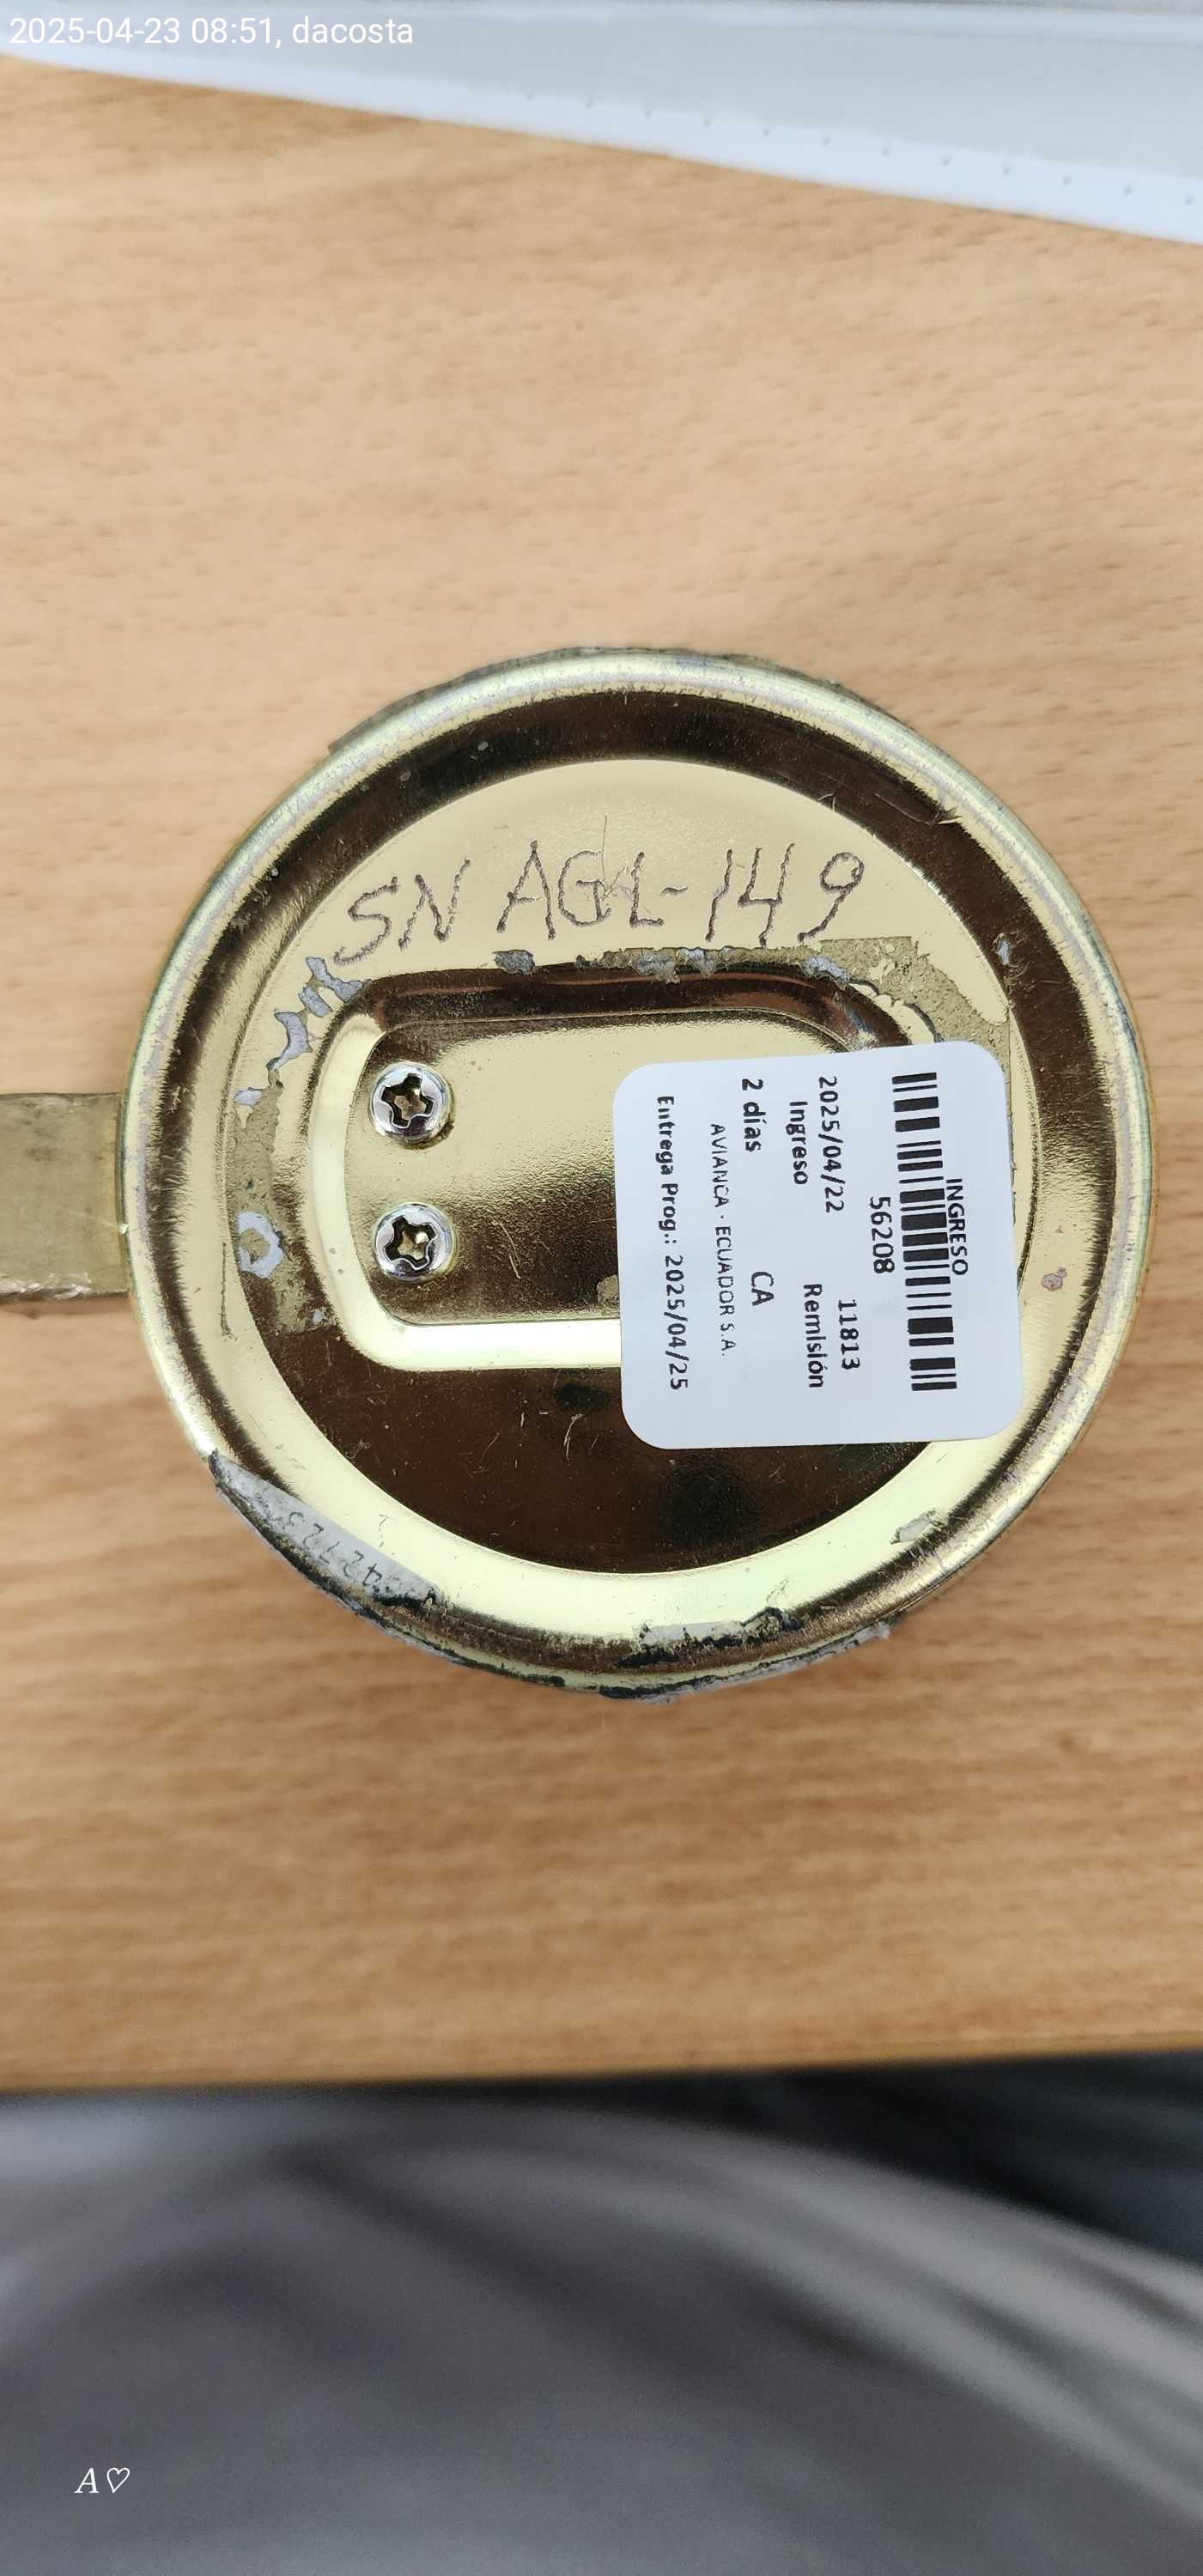 2025-04-23 08:51, dacosta
SN AGL-149
INGRESO
56208
2025/04/22 11813
Ingreso Remisión
2 días CA
AVIANCA - ECUADOR S.A.
Entrega Prog.: 2025/04/25
A♡